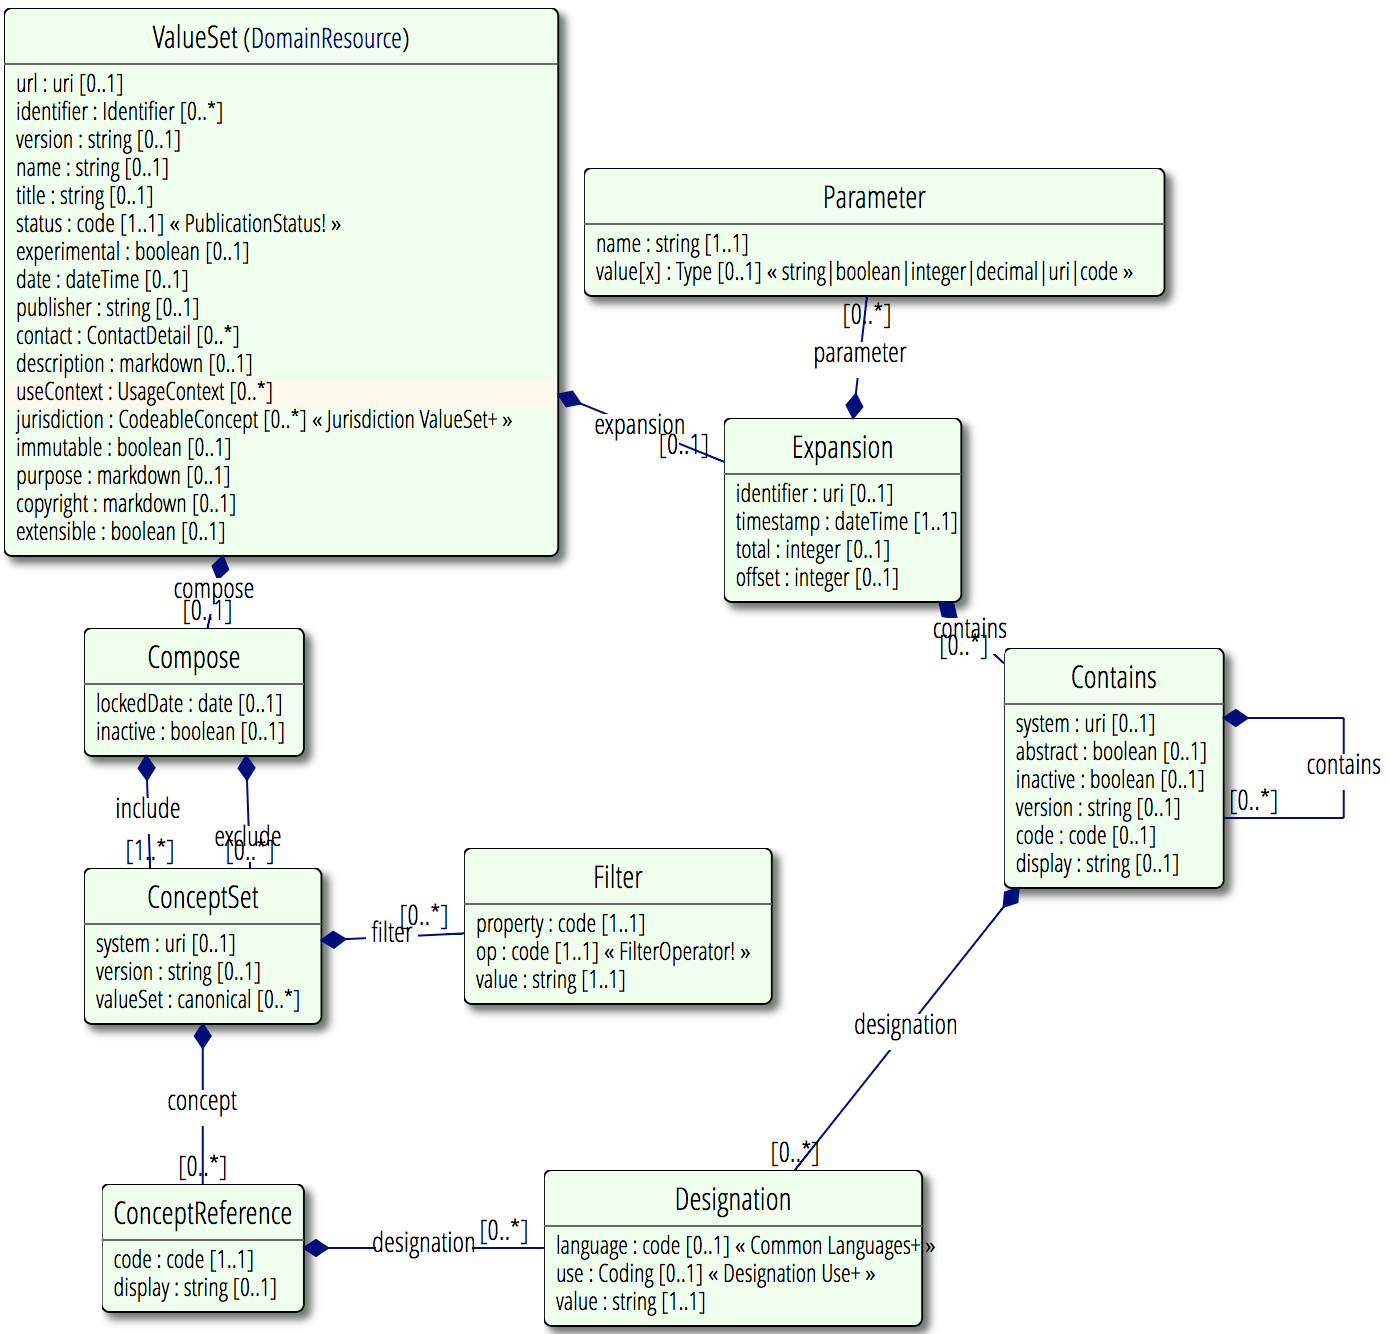 ValueSet (DomainResource)
url : uri [0..1]
identifier : Identifier [0..*]
version : string [0..1]
name : string [0..1]
title : string [0..1]
status : code [1..1] « PublicationStatus! »
experimental : boolean [0..1]
date : dateTime [0..1]
publisher : string [0..1]
contact : ContactDetail [0..*]
description : markdown [0..1]
useContext : UsageContext [0..*]
jurisdiction : CodeableConcept [0..*] « Jurisdiction ValueSet+ »
immutable : boolean [0..1]
purpose : markdown [0..1]
copyright : markdown [0..1]
extensible : boolean [0..1]
Parameter
name : string [1..1]
value[x] : Type [0..1] « string|boolean|integer|decimal|uri|code »
[0..*]
parameter
expansion
[0..1]
Expansion
identifier : uri [0..1]
timestamp : dateTime [1..1]
total : integer [0..1]
offset : integer [0..1]
compose
[0..1]
Compose
lockedDate : date [0..1]
inactive : boolean [0..1]
contains
[0..*]
Contains
system : uri [0..1]
abstract : boolean [0..1]
inactive : boolean [0..1]
version : string [0..1]
code : code [0..1]
display : string [0..1]
contains
[0..*]
include
[1..*]
exclude
[0..*]
ConceptSet
system : uri [0..1]
version : string [0..1]
valueSet : canonical [0..*]
filter
[0..*]
Filter
property : code [1..1]
op : code [1..1] « FilterOperator! »
value : string [1..1]
designation
[0..*]
concept
[0..*]
ConceptReference
code : code [1..1]
display : string [0..1]
designation
[0..*]
Designation
language : code [0..1] « Common Languages+ »
use : Coding [0..1] « Designation Use+ »
value : string [1..1]